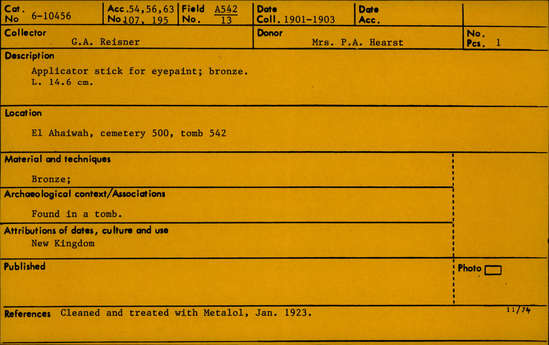 Cat. No 6-10456 Acc. 54,56,63 No. 107, 195 Field No. A542 13 Date Coll. 1901-1903 Date Acc.
Collector G.A. Reisner Donor Mrs. P.A. Hearst No. Pcs. 1
Description
Applicator stick for eyepaint; bronze.
L. 14.6 cm.
Location
El Ahaiwah, cemetery 500, tomb 542
Material and techniques
Bronze;
Archaeological context/Associations
Found in a tomb.
Attributions of dates, culture and use
New Kingdom
Published Photo
References Cleaned and treated with Metalol, Jan. 1923. 11/74